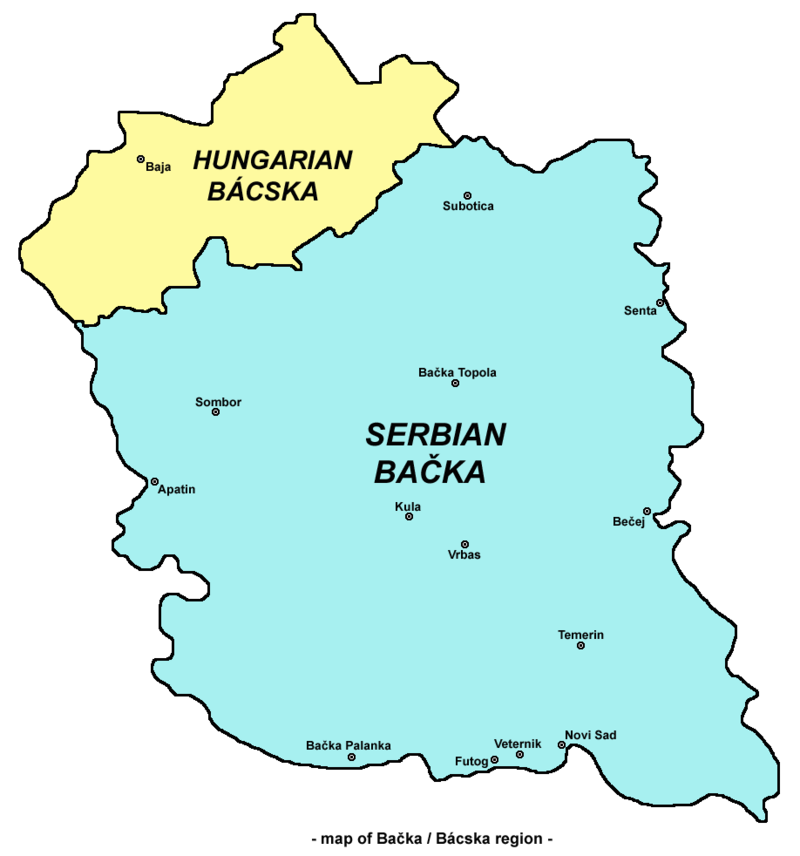 HUNGARIAN
BÁCSKA
Baja
Subotica
Senta
Bačka Topola
Sombor
SERBIAN
BAČKA
Apatin
Kula
Bečej
Vrbas
Temerin
Novi Sad
Veternik
Bačka Palanka
Futog
- map of Bačka / Bácska region -